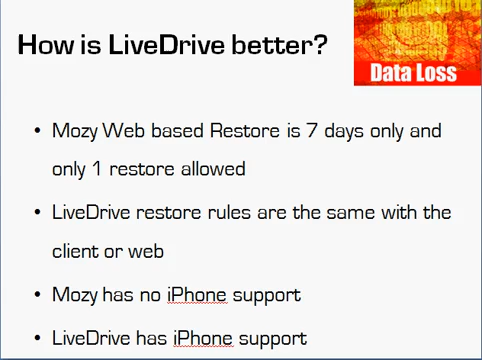 How is LiveDrive better?
Data Loss
• Mozy Web based Restore is 7 days only and
only 1 restore allowed
• LiveDrive restore rules are the same with the
client or web
• Mozy has no iPhone support
• LiveDrive has iPhone support